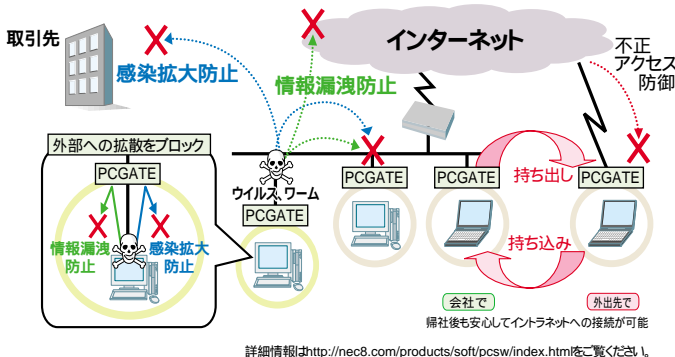 取引先
インターネット
不正
アクセス
防御
感染拡大防止
情報漏洩防止
外部への拡散をブロック
PCGATE
情報漏洩
防止
感染拡大
防止
ウイルス、ワーム
PCGATE
PCGATE
PCGATE
持ち出し
PCGATE
持ち込み
会社で
外出先で
帰社後も安心してイントラネットへの接続が可能
詳細情報はhttp://nec8.com/products/soft/pcsw/index.htmlをご覧ください。